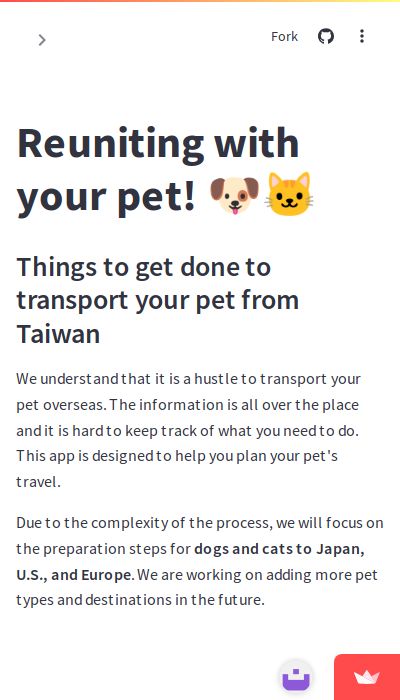 Fork
Reuniting with
your pet! 🐶🐱
Things to get done to
transport your pet from
Taiwan
We understand that it is a hustle to transport your
pet overseas. The information is all over the place
and it is hard to keep track of what you need to do.
This app is designed to help you plan your pet's
travel.
Due to the complexity of the process, we will focus on
the preparation steps for dogs and cats to Japan,
U.S., and Europe. We are working on adding more pet
types and destinations in the future.